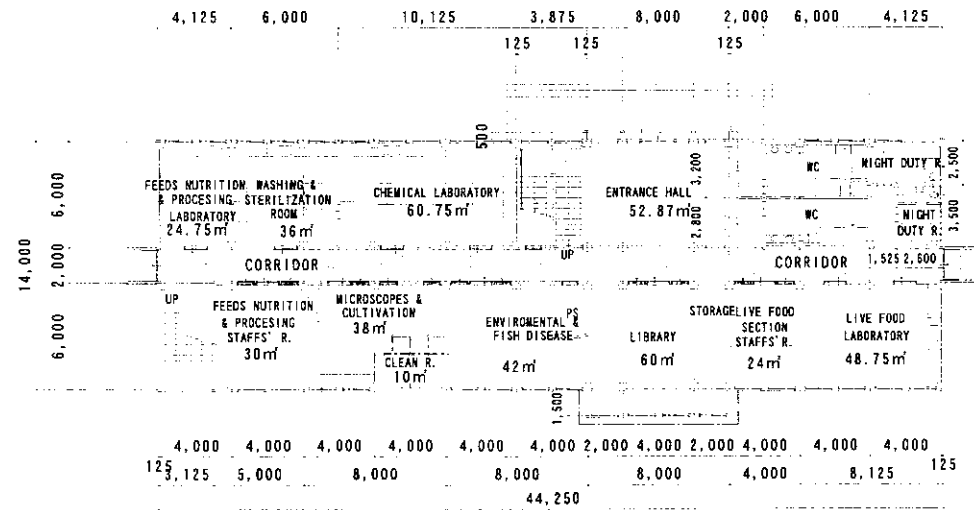 4,125 6,000 10,125 3,875 8,000 2,000 6,000 4,125
125 125 125
500
6,000
2,000
6,000
14,000
FEEDS NUTRITION
& PROCESING
LABORATORY
24.75㎡
WASHING &
STERILIZATION
ROOM
36㎡
CHEMICAL LABORATORY
60.75㎡
ENTRANCE HALL
52.87㎡
3,200
2,800
WC
WC
NIGHT DUTY R.
NIGHT
DUTY R.
2,500
3,500
CORRIDOR
UP
CORRIDOR
1,525 2,600
UP
FEEDS NUTRITION
& PROCESING
STAFFS' R.
30㎡
MICROSCOPES &
CULTIVATION
38㎡
CLEAN R.
10㎡
PS
ENVIROMENTAL &
FISH DISEASE
42㎡
LIBRARY
60㎡
STORAGE
LIVE FOOD
SECTION
STAFFS' R.
24㎡
LIVE FOOD
LABORATORY
48.75㎡
1,500
4,000 4,000 4,000 4,000 4,000 4,000 2,000 4,000 2,000 4,000 4,000 4,000
125 3,125 5,000 8,000 8,000 8,000 4,000 8,125 125
44,250